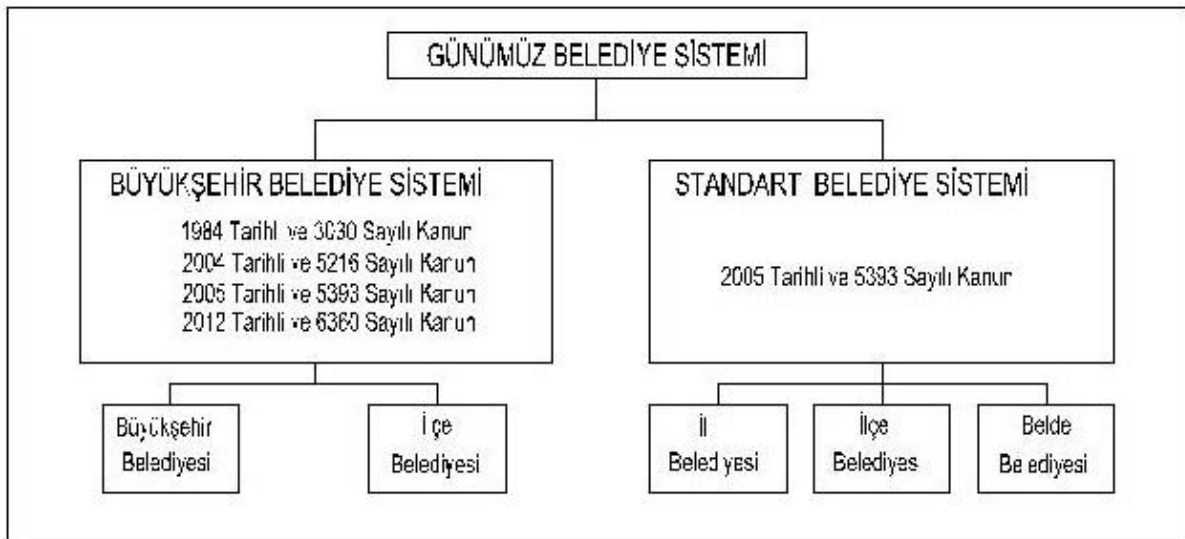 GÜNÜMÜZ BELEDİYE SİSTEMİ
BÜYÜKŞEHİR BELEDİYE SİSTEMİ
1984 Tarihli ve 3030 Sayılı Kanun
2004 Tarihli ve 5216 Sayılı Kanun
2005 Tarihli ve 5393 Sayılı Kanun
2012 Tarihli ve 6360 Sayılı Kanun
STANDART BELEDİYE SİSTEMİ
2005 Tarihli ve 5393 Sayılı Kanun
Büyükşehir
Belediyesi
İlçe
Belediyesi
İl
Belediyesi
İlçe
Belediyesi
Belde
Belediyesi